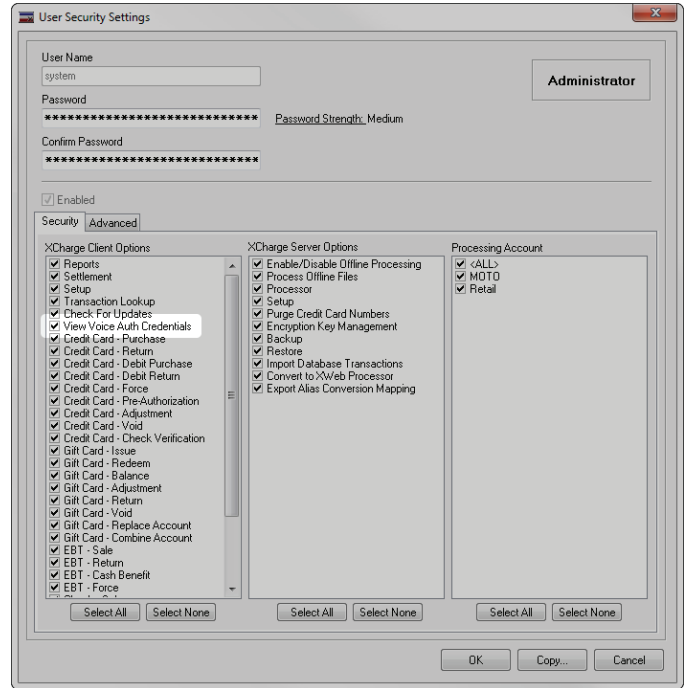 User Security Settings
User Name
system
Administrator
Password
**************************** Password Strength: Medium
Confirm Password
****************************
Enabled
Security Advanced
XCharge Client Options
Reports
Settlement
Setup
Transaction Lookup
Check For Updates
View Voice Auth Credentials
Credit Card - Purchase
Credit Card - Return
Credit Card - Debit Purchase
Credit Card - Debit Return
Credit Card - Force
Credit Card - Pre-Authorization
Credit Card - Adjustment
Credit Card - Void
Credit Card - Check Verification
Gift Card - Issue
Gift Card - Redeem
Gift Card - Balance
Gift Card - Adjustment
Gift Card - Return
Gift Card - Void
Gift Card - Replace Account
Gift Card - Combine Account
EBT - Sale
EBT - Return
EBT - Cash Benefit
EBT - Force
Select All Select None
XCharge Server Options
Enable/Disable Offline Processing
Process Offline Files
Processor
Setup
Purge Credit Card Numbers
Encryption Key Management
Backup
Restore
Import Database Transactions
Convert to XWeb Processor
Export Alias Conversion Mapping
Select All Select None
Processing Account
<ALL>
MOTO
Retail
Select All Select None
OK Copy... Cancel